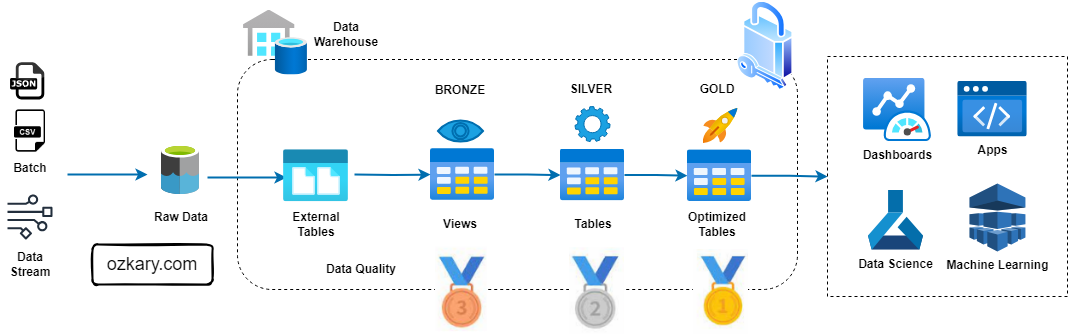 Data
Warehouse
JSON
CSV
Batch
Data
Stream
Raw Data
ozkary.com
External
Tables
BRONZE
Views
SILVER
Tables
GOLD
Optimized
Tables
Data Quality
3
2
1
Dashboards
</>
Apps
Data Science
Machine Learning